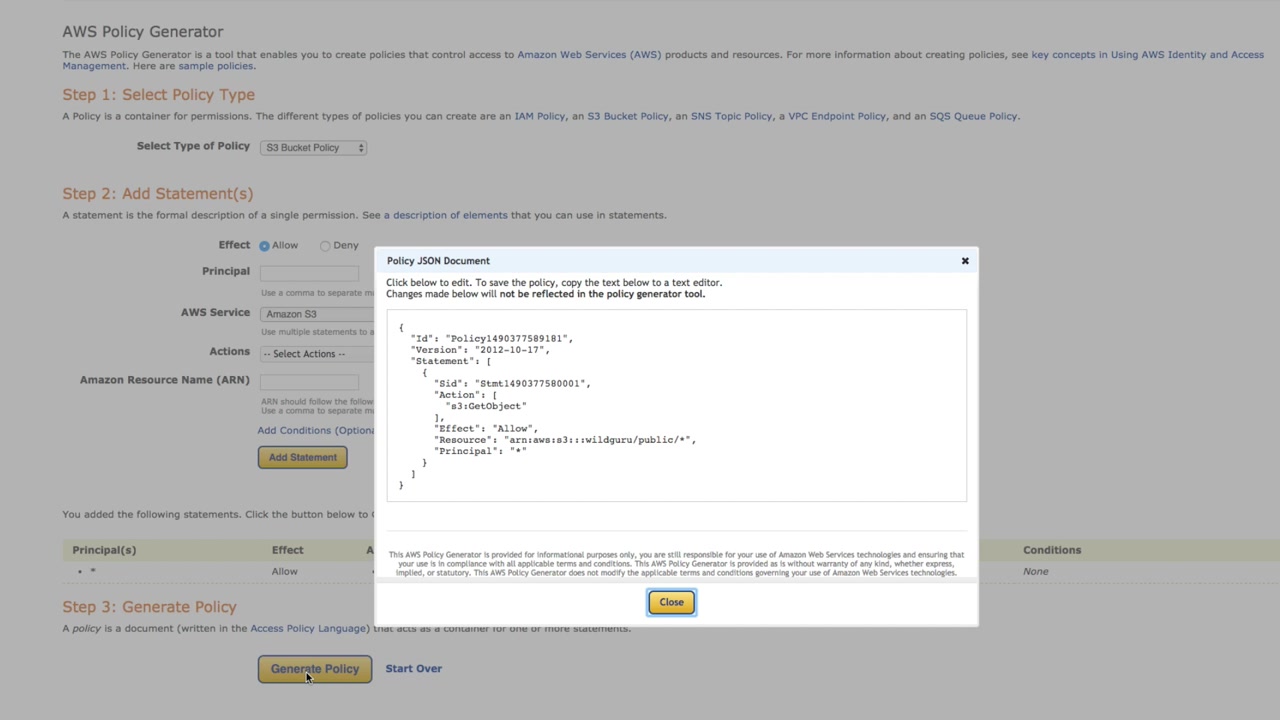 AWS Policy Generator
The AWS Policy Generator is a tool that enables you to create policies that control access to Amazon Web Services (AWS) products and resources. For more information about creating policies, see key concepts in Using AWS Identity and Access
Management. Here are sample policies.
Step 1: Select Policy Type
A Policy is a container for permissions. The different types of policies you can create are an IAM Policy, an S3 Bucket Policy, an SNS Topic Policy, a VPC Endpoint Policy, and an SQS Queue Policy.
Select Type of Policy S3 Bucket Policy
Step 2: Add Statement(s)
A statement is the formal description of a single permission. See a description of elements that you can use in statements.
Effect Allow Deny
Principal
Use a comma to separate
AWS Service Amazon S3
Use multiple statements to
Actions -- Select Actions --
Amazon Resource Name (ARN)
ARN should follow the
Use a comma to separate
Add Conditions
Add Statement
You added the following statements. Click the button below to
Principal(s) Effect Conditions
• * Allow None
Step 3: Generate Policy
A policy is a document (written in the Access Policy Language) that acts as a container for one or more statements.
Generate Policy Start Over
Policy JSON Document
Click below to edit. To save the policy, copy the text below to a text editor.
Changes made below will not be reflected in the policy generator tool.
{
"Id": "Policy1490377589181",
"Version": "2012-10-17",
"Statement": [
{
"Sid": "Stmt1490377580001",
"Action": [
"s3:GetObject"
],
"Effect": "Allow",
"Resource": "arn:aws:s3:::wildguru/public/*",
"Principal": "*"
}
]
}
This AWS Policy Generator is provided for informational purposes only, you are still responsible for your use of Amazon Web Services technologies and ensuring that
your use is in compliance with all applicable terms and conditions. This AWS Policy Generator is provided as is without warranty of any kind, whether express,
implied, or statutory. This AWS Policy Generator does not modify the applicable terms and conditions governing your use of Amazon Web Services technologies.
Close